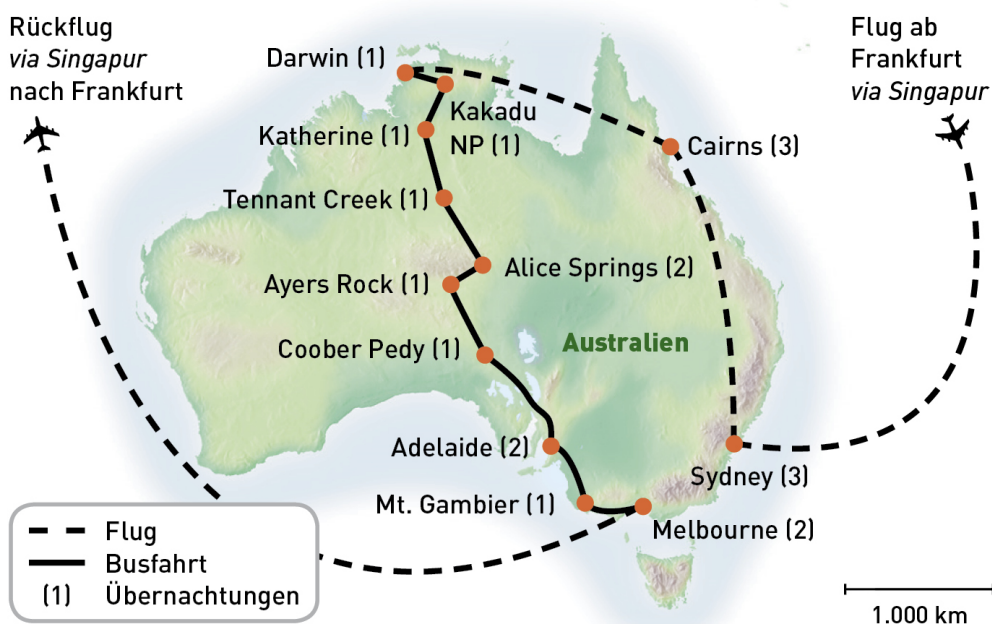 Rückflug
via Singapur
nach Frankfurt
Flug ab
Frankfurt
via Singapur
Darwin (1)
Kakadu
NP (1)
Katherine (1)
Cairns (3)
Tennant Creek (1)
Alice Springs (2)
Ayers Rock (1)
Australien
Coober Pedy (1)
Adelaide (2)
Sydney (3)
Mt. Gambier (1)
Melbourne (2)
Flug
Busfahrt
(1) Übernachtungen
1.000 km